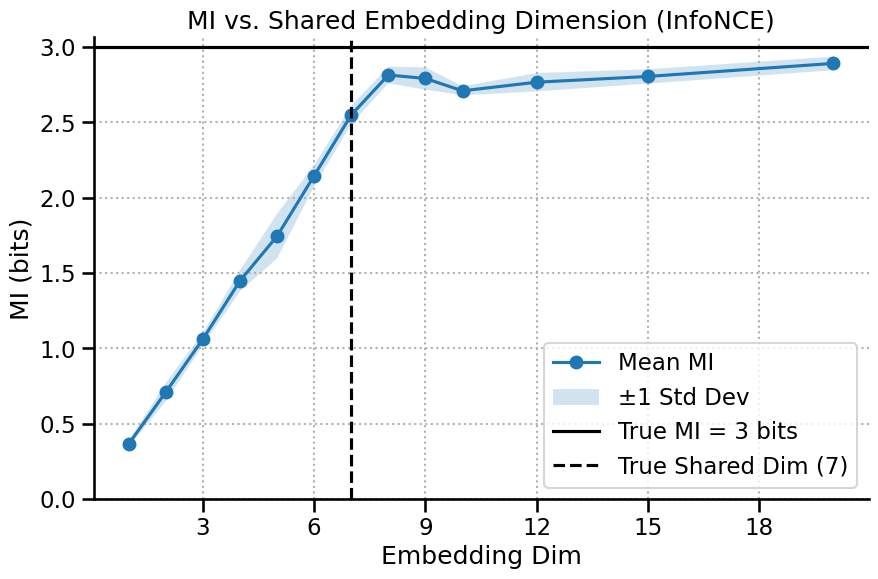 MI vs. Shared Embedding Dimension (InfoNCE)
MI (bits)
3.0
2.5
2.0
1.5
1.0
0.5
0.0
3 6 9 12 15 18
Embedding Dim
Mean MI
±1 Std Dev
True MI = 3 bits
True Shared Dim (7)